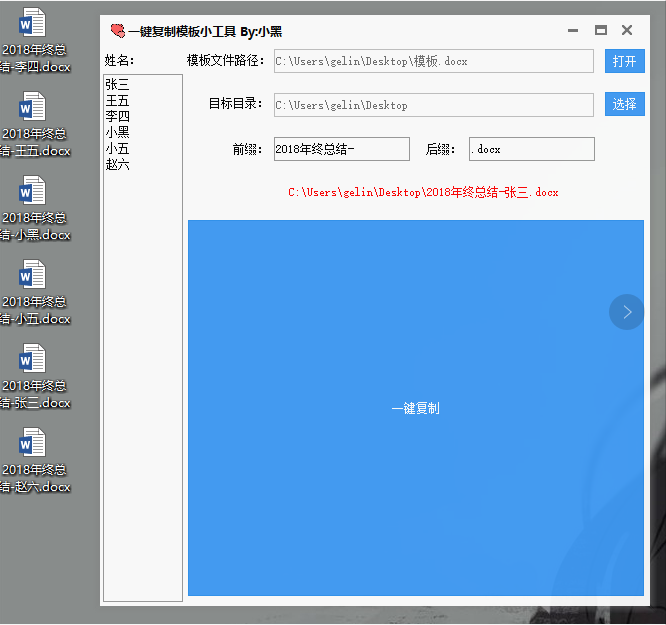 2018年终总
结-李四.docx
2018年终总
结-王五.docx
2018年终总
结-小黑.docx
2018年终总
结-小五.docx
2018年终总
结-张三.docx
2018年终总
结-赵六.docx
一键复制模板小工具 By:小黑
姓名:
张三
王五
李四
小黑
小五
赵六
模板文件路径: C:\Users\gelin\Desktop\模板.docx 打开
目标目录: C:\Users\gelin\Desktop 选择
前缀: 2018年终总结- 后缀: .docx
C:\Users\gelin\Desktop\2018年终总结-张三.docx
一键复制